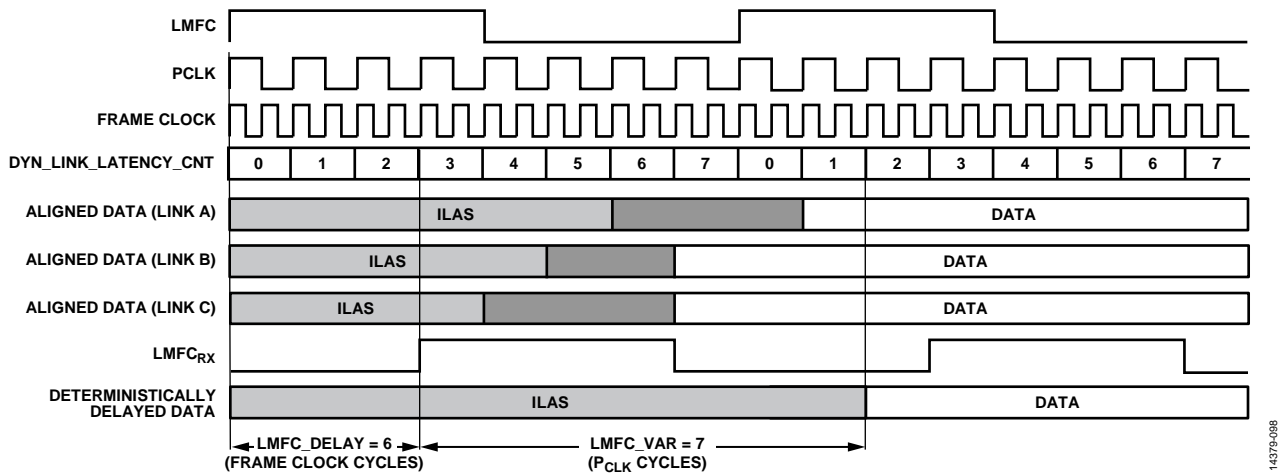 LMFC
PCLK
FRAME CLOCK
DYN_LINK_LATENCY_CNT 0 1 2 3 4 5 6 7 0 1 2 3 4 5 6 7
ALIGNED DATA (LINK A) ILAS DATA
ALIGNED DATA (LINK B) ILAS DATA
ALIGNED DATA (LINK C) ILAS DATA
LMFCRX
DETERMINISTICALLY
DELAYED DATA
ILAS DATA
LMFC_DELAY = 6
(FRAME CLOCK CYCLES)
LMFC_VAR = 7
(PCLK CYCLES)
14379-098